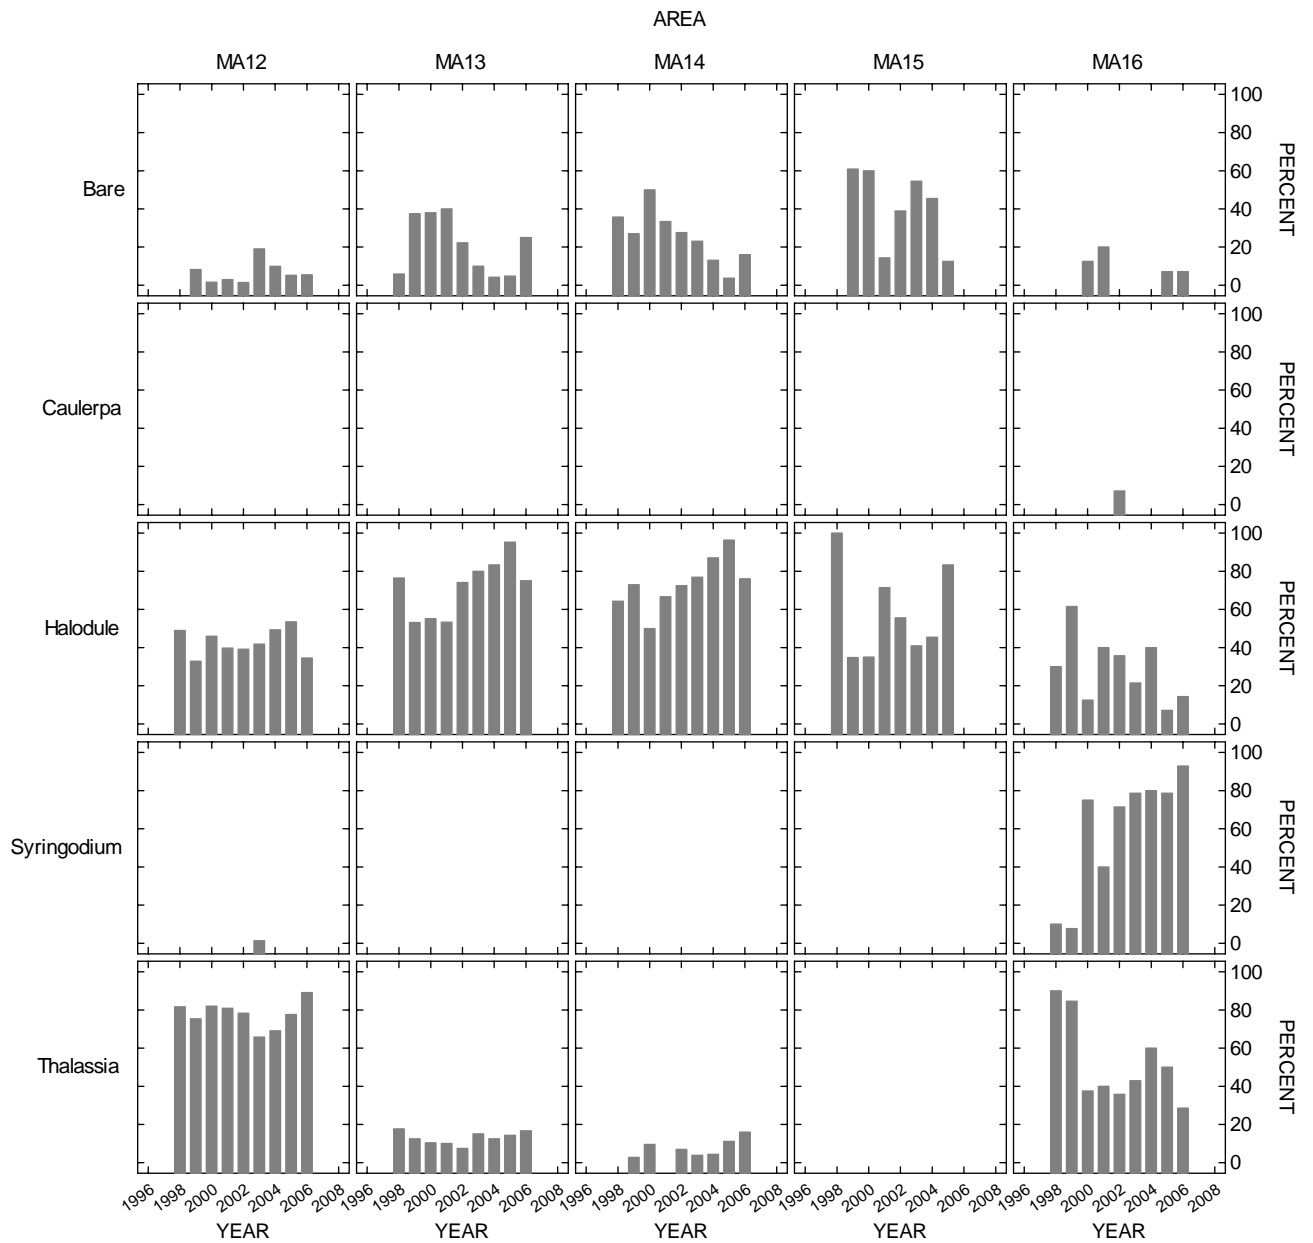 AREA
MA12 MA13 MA14 MA15 MA16
100
80
Bare 60 PERCENT
40
20
0
100
80
Caulerpa 60 PERCENT
40
20
0
100
80
Halodule 60 PERCENT
40
20
0
100
80
Syringodium 60 PERCENT
40
20
0
100
80
Thalassia 60 PERCENT
40
20
0
1996 1998 2000 2002 2004 2006 2008 1996 1998 2000 2002 2004 2006 2008 1996 1998 2000 2002 2004 2006 2008 1996 1998 2000 2002 2004 2006 2008 1996 1998 2000 2002 2004 2006 2008
YEAR YEAR YEAR YEAR YEAR